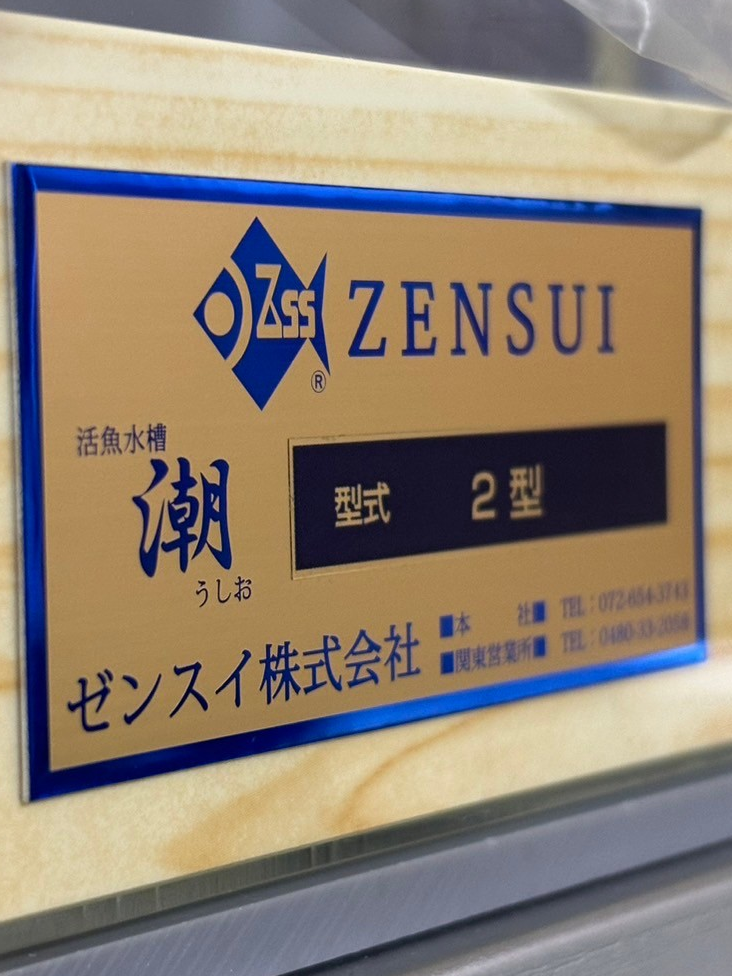 Zss ZENSUI
®
活魚水槽
潮
うしお
型式 2型
ゼンスイ株式会社
■本 社■ TEL:072-654-3743
■関東営業所■ TEL:0480-33-2056